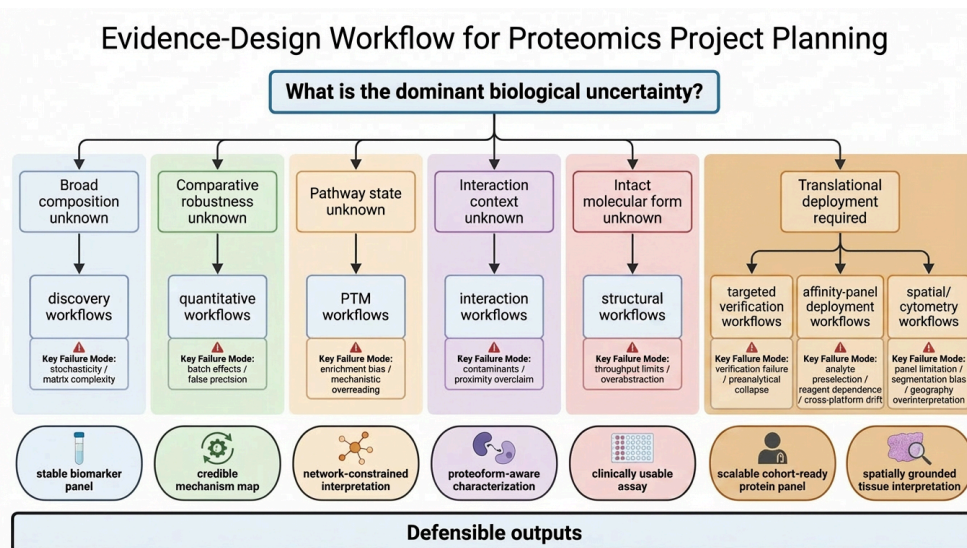 Evidence-Design Workflow for Proteomics Project Planning
What is the dominant biological uncertainty?
Broad
composition
unknown
Comparative
robustness
unknown
Pathway state
unknown
Interaction
context
unknown
Intact
molecular form
unknown
Translational
deployment
required
discovery
workflows
Key Failure Mode:
stochasticity /
matrix complexity
quantitative
workflows
Key Failure Mode:
batch effects /
false precision
PTM
workflows
Key Failure Mode:
enrichment bias /
mechanistic
overreading
interaction
workflows
Key Failure Mode:
contaminants /
proximity overclaim
structural
workflows
Key Failure Mode:
throughput limits /
overabstraction
targeted
verification
workflows
Key Failure Mode:
verification failure
/ preanalytical
collapse
affinity-panel
deployment
workflows
Key Failure Mode:
analyte
preselection /
reagent dependence
/ cross-platform drift
spatial/
cytometry
workflows
Key Failure Mode:
panel limitation /
segmentation bias
/ geography
overinterpretation
stable biomarker
panel
credible
mechanism map
network-constrained
interpretation
proteoform-aware
characterization
clinically usable
assay
scalable cohort-ready
protein panel
spatially grounded
tissue interpretation
Defensible outputs